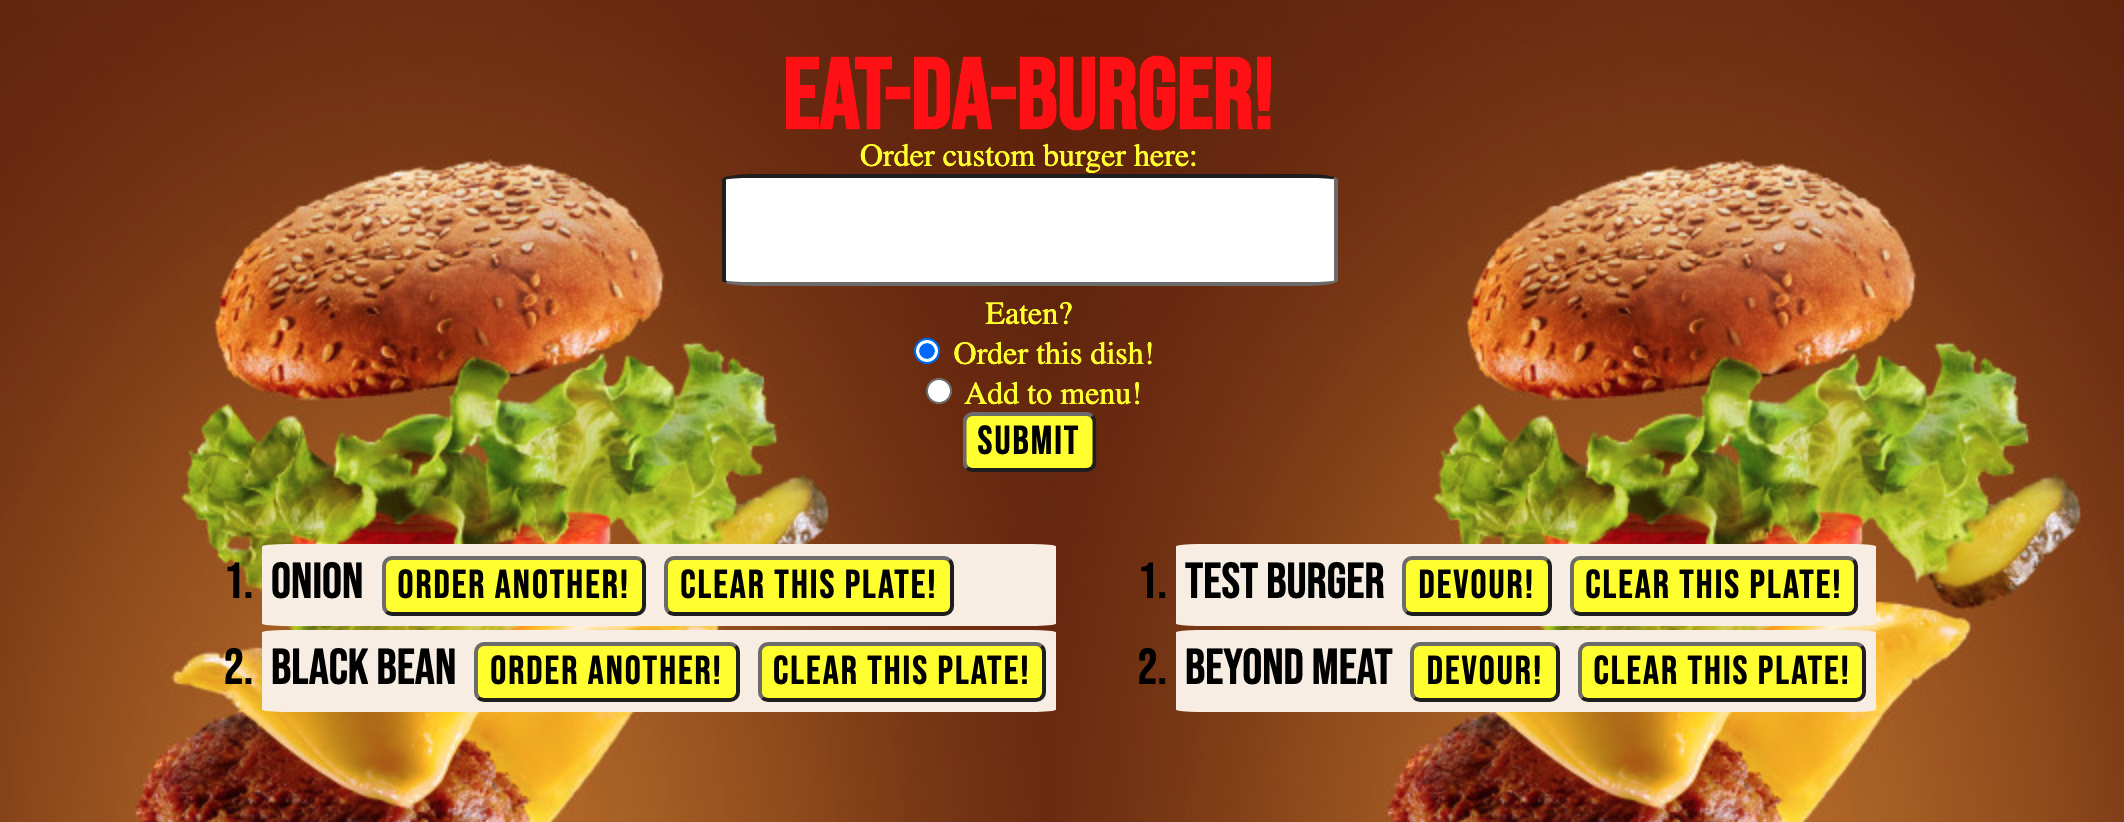 EAT-DA-BURGER!
Order custom burger here:
Eaten?
Order this dish!
Add to menu!
SUBMIT
1. ONION ORDER ANOTHER! CLEAR THIS PLATE!
2. BLACK BEAN ORDER ANOTHER! CLEAR THIS PLATE!
1. TEST BURGER DEVOUR! CLEAR THIS PLATE!
2. BEYOND MEAT DEVOUR! CLEAR THIS PLATE!